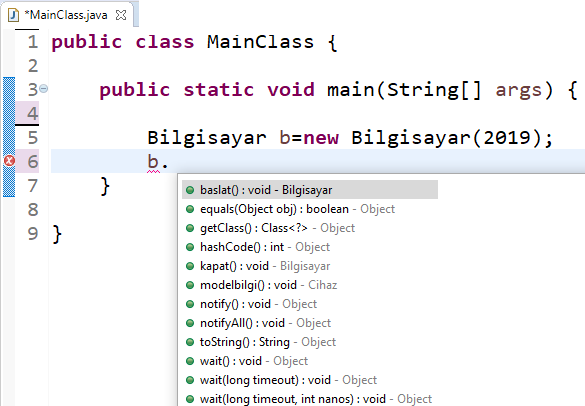 *MainClass.java
1 public class MainClass {
2
3 public static void main(String[] args) {
4
5 Bilgisayar b=new Bilgisayar(2019);
6 b.
7 }
8
9 }
baslat() : void - Bilgisayar
equals(Object obj) : boolean - Object
getClass() : Class<?> - Object
hashCode() : int - Object
kapat() : void - Bilgisayar
modelbilgi() : void - Cihaz
notify() : void - Object
notifyAll() : void - Object
toString() : String - Object
wait() : void - Object
wait(long timeout) : void - Object
wait(long timeout, int nanos) : void - Object